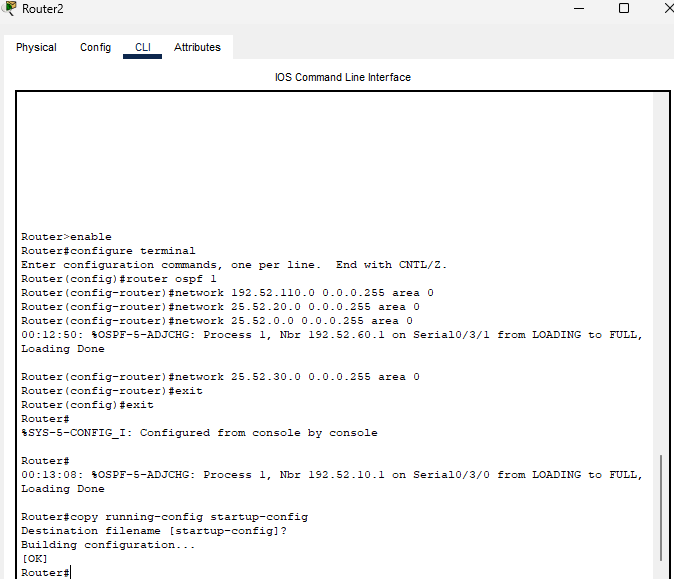 Router2
Physical Config CLI Attributes
IOS Command Line Interface
Router>enable
Router#configure terminal
Enter configuration commands, one per line.  End with CNTL/Z.
Router(config)#router ospf 1
Router(config-router)#network 192.52.110.0 0.0.0.255 area 0
Router(config-router)#network 25.52.20.0 0.0.0.255 area 0
Router(config-router)#network 25.52.0.0 0.0.0.255 area 0
00:12:50: %OSPF-5-ADJCHG: Process 1, Nbr 192.52.60.1 on Serial0/3/1 from LOADING to FULL,
Loading Done
Router(config-router)#network 25.52.30.0 0.0.0.255 area 0
Router(config-router)#exit
Router(config)#exit
Router#
%SYS-5-CONFIG_I: Configured from console by console
Router#
00:13:08: %OSPF-5-ADJCHG: Process 1, Nbr 192.52.10.1 on Serial0/3/0 from LOADING to FULL,
Loading Done
Router#copy running-config startup-config
Destination filename [startup-config]?
Building configuration...
[OK]
Router#